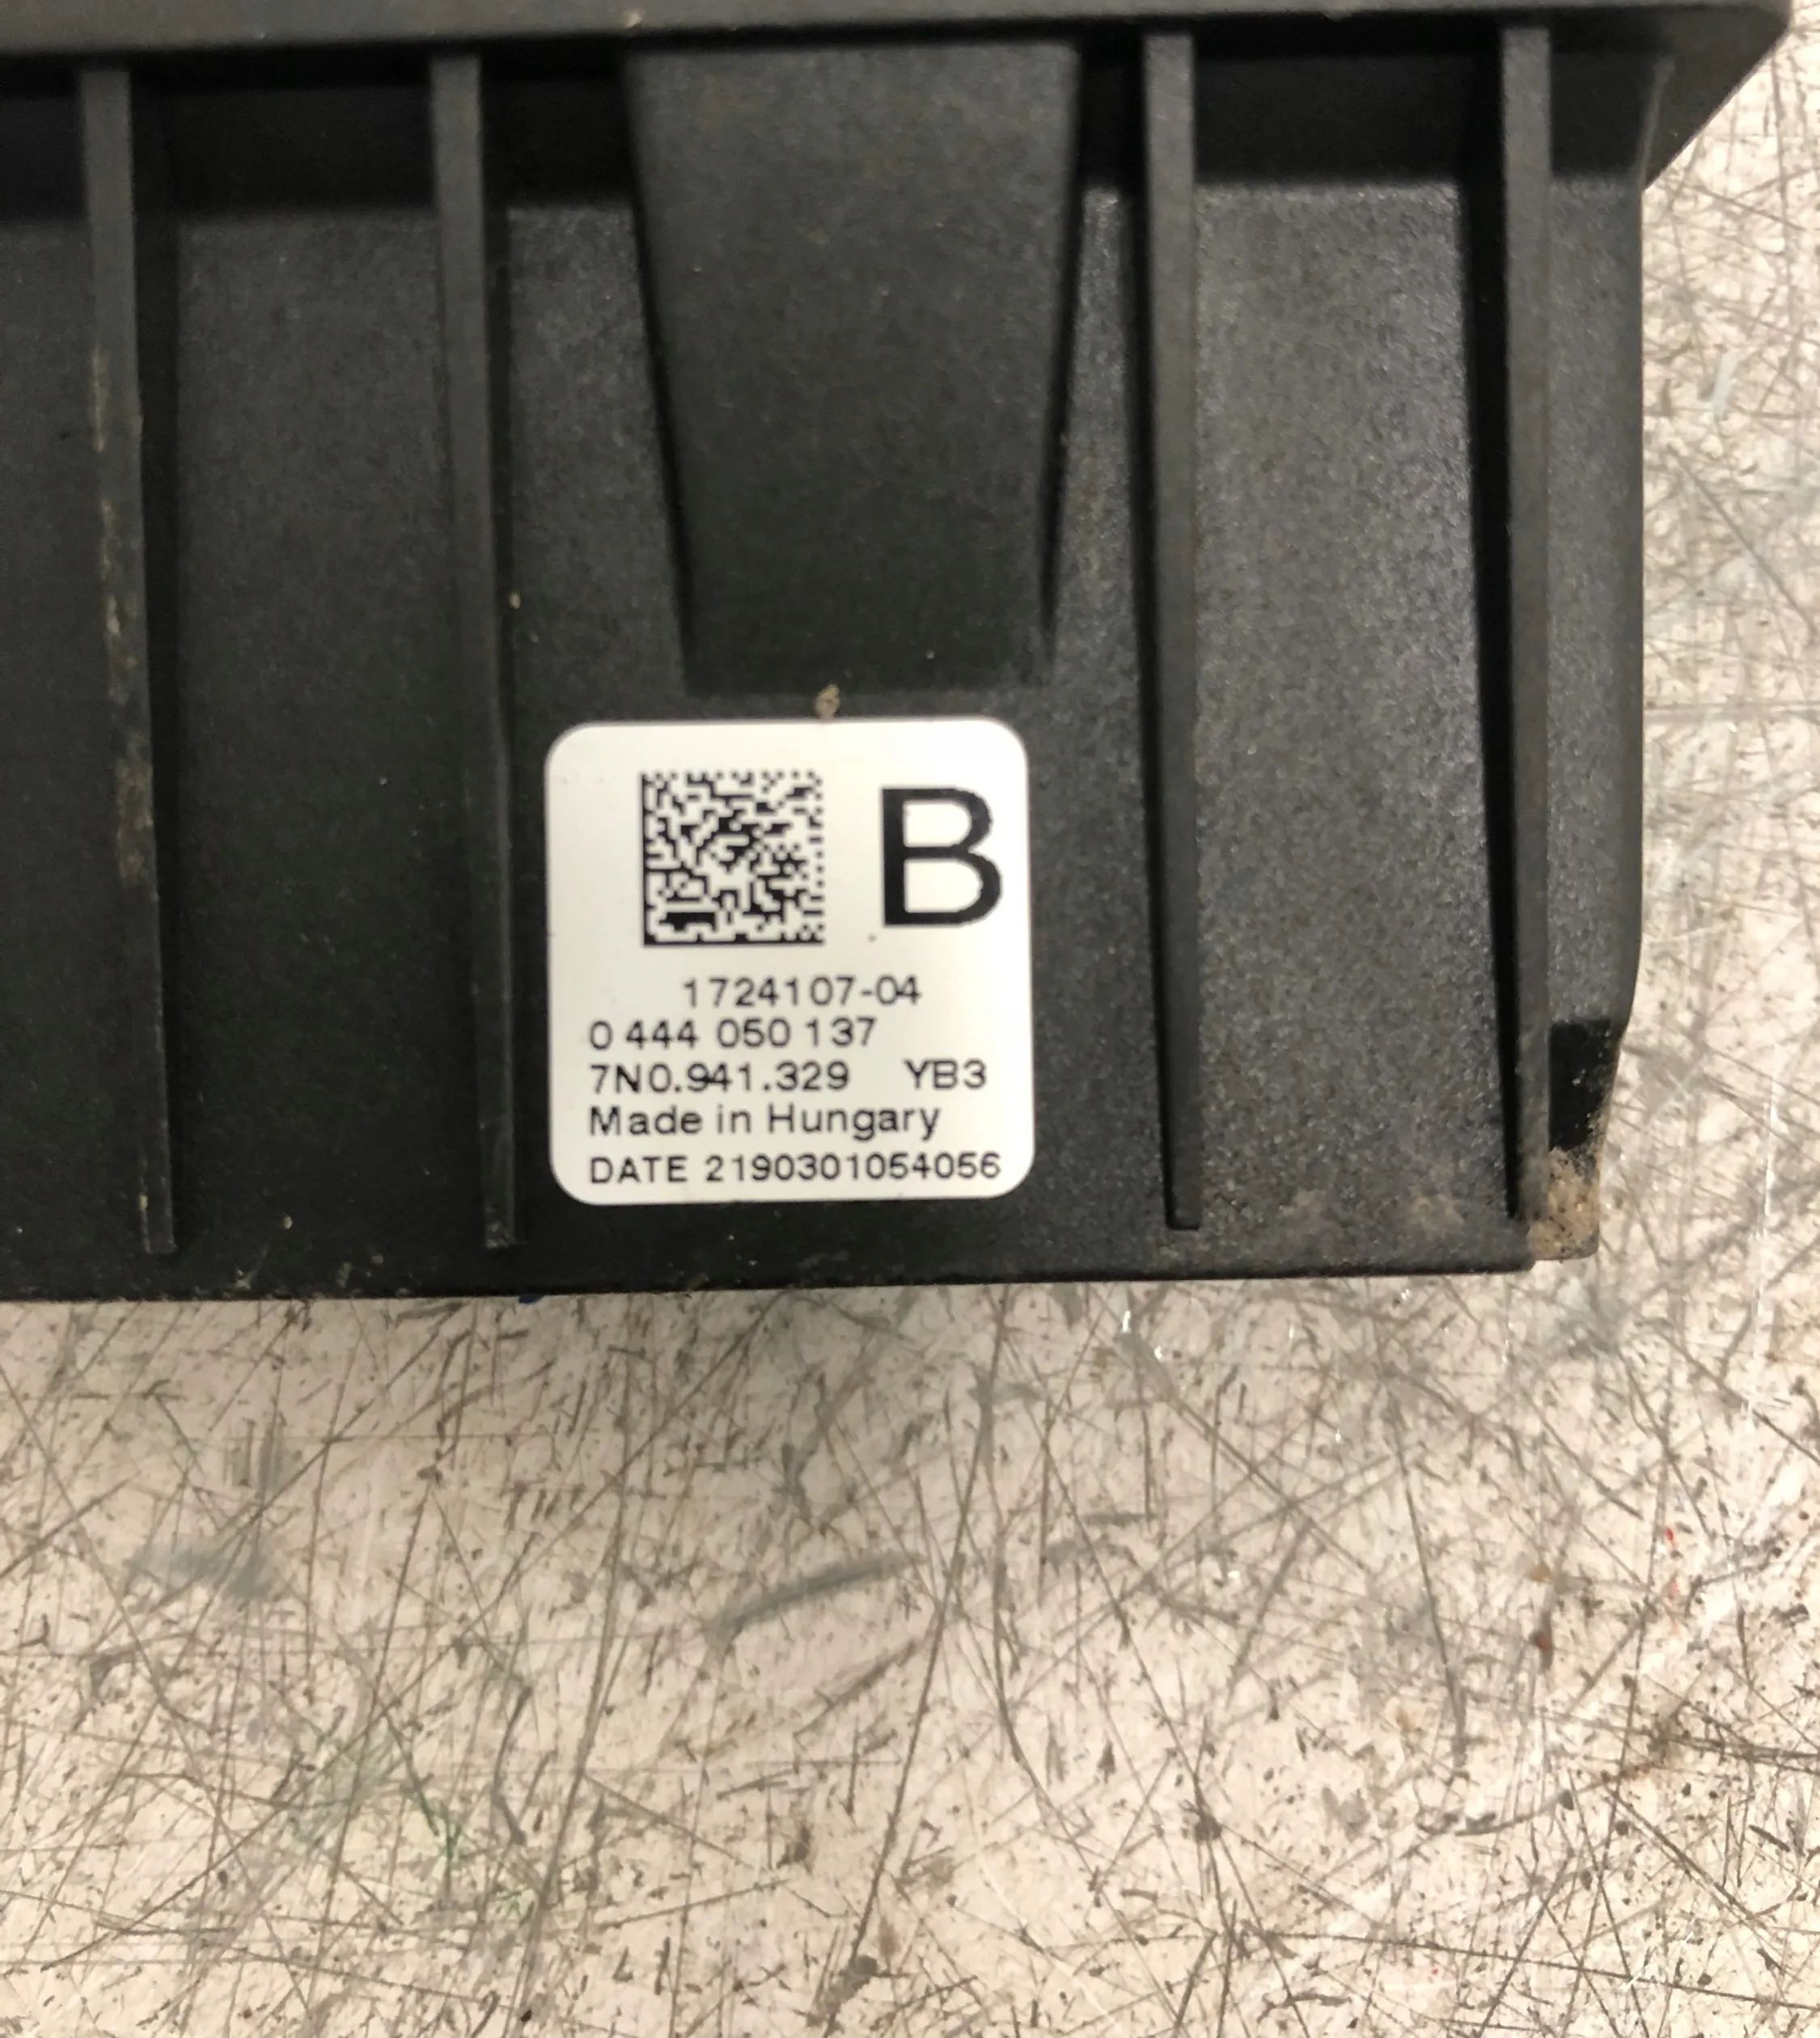 B
1724107-04
0 444 050 137
7N0.941.329 YB3
Made in Hungary
DATE 2190301054056